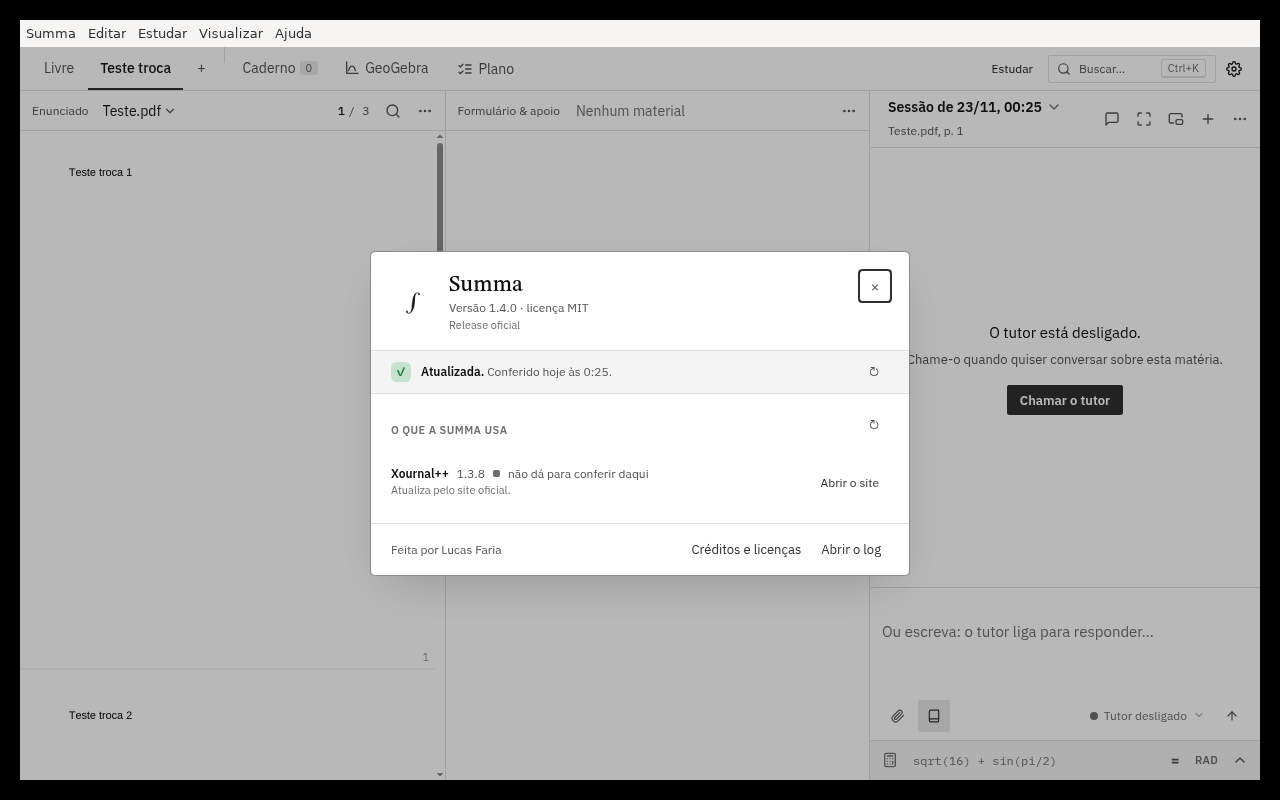 Summa Editar Estudar Visualizar Ajuda
Livre Teste troca + Caderno 0 GeoGebra Plano Estudar Buscar... Ctrl+K
Enunciado Teste.pdf 1 / 3 Formulário & apoio Nenhum material
Sessão de 23/11, 00:25
Teste.pdf, p. 1
Teste troca 1
Summa
Versão 1.4.0 · licença MIT
Release oficial
×
Atualizada. Conferido hoje às 0:25.
O QUE A SUMMA USA
Xournal++ 1.3.8 não dá para conferir daqui
Atualiza pelo site oficial.
Abrir o site
Feita por Lucas Faria Créditos e licenças Abrir o log
O tutor está desligado.
Chame-o quando quiser conversar sobre esta matéria.
Chamar o tutor
1
Teste troca 2
Ou escreva: o tutor liga para responder...
Tutor desligado
sqrt(16) + sin(pi/2) = RAD